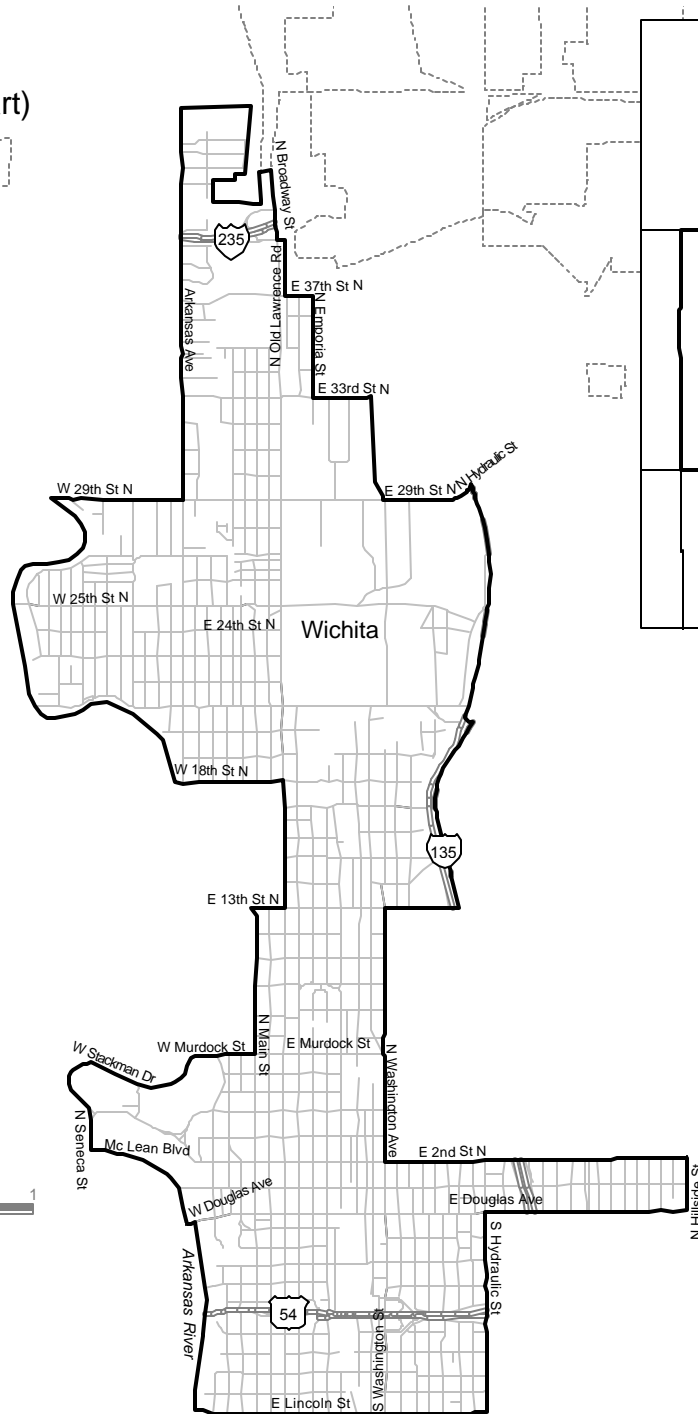 rt)
N Broadway St
235
N Old Lawrence Rd
E 37th St N
N Emporia St
Arkansas Ave
E 33rd St N
W 29th St N
E 29th St N
N Hydraulic St
W 25th St N
E 24th St N
Wichita
W 18th St N
135
E 13th St N
N Main St
W Murdock St
E Murdock St
W Stackman Dr
N Washington Ave
N Seneca St
Mc Lean Blvd
E 2nd St N
W Douglas Ave
E Douglas Ave
N Hillside St
1
S Hydraulic St
Arkansas River
54
S Washington St
E Lincoln St